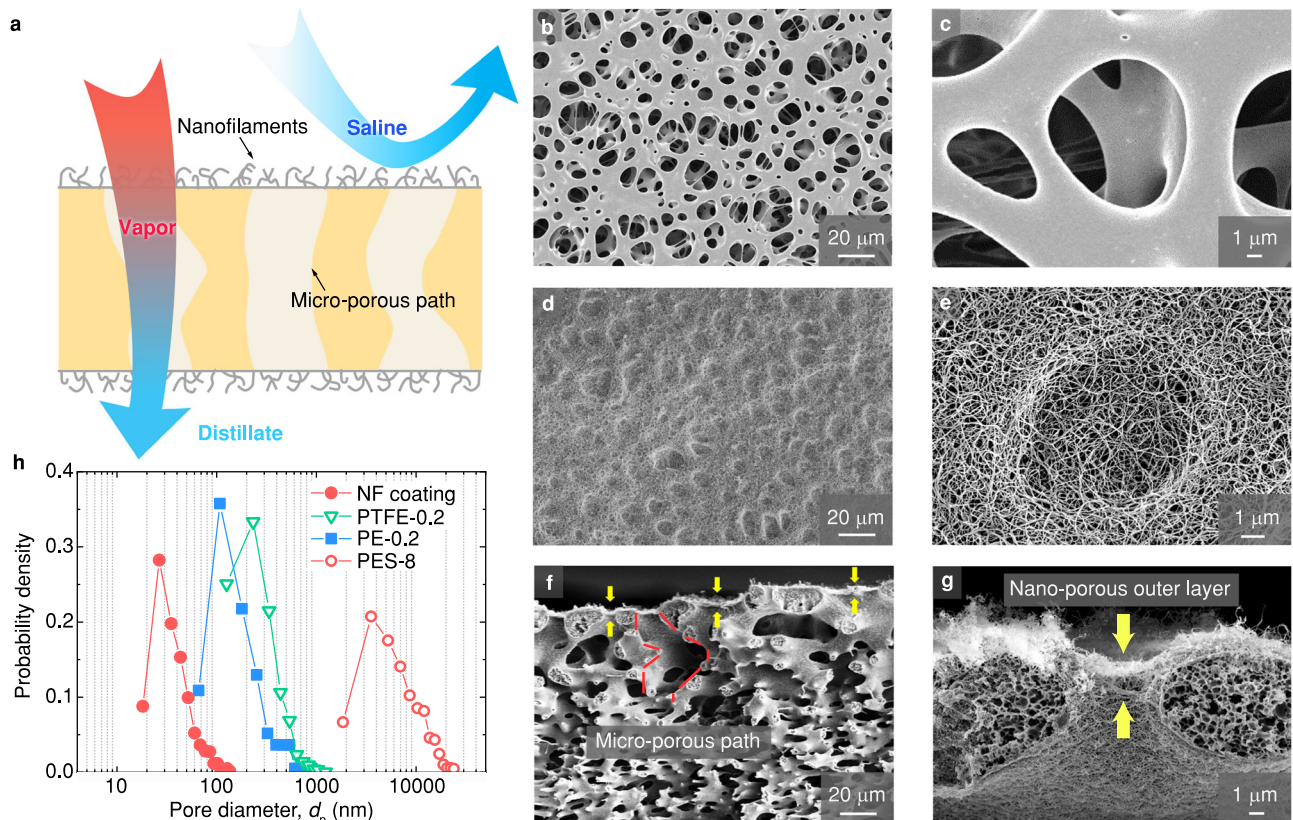 a
Nanofilaments
Saline
Vapor
Micro-porous path
Distillate
b
20 μm
c
1 μm
d
20 μm
e
1 μm
f
Micro-porous path
20 μm
g
Nano-porous outer layer
1 μm
h
Probability density
0.4
0.3
0.2
0.1
0.0
NF coating
PTFE-0.2
PE-0.2
PES-8
10 100 1000 10000
Pore diameter, dp (nm)